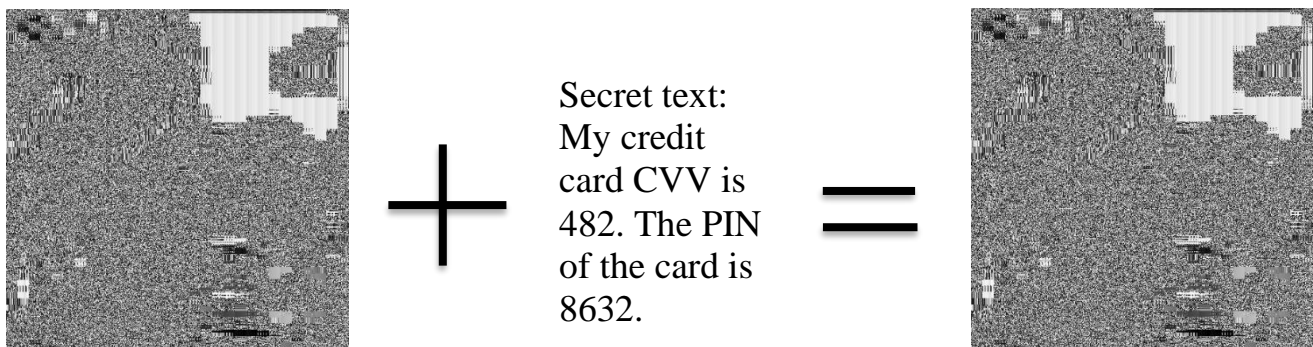 Secret text:
My credit
card CVV is
482. The PIN
of the card is
8632.